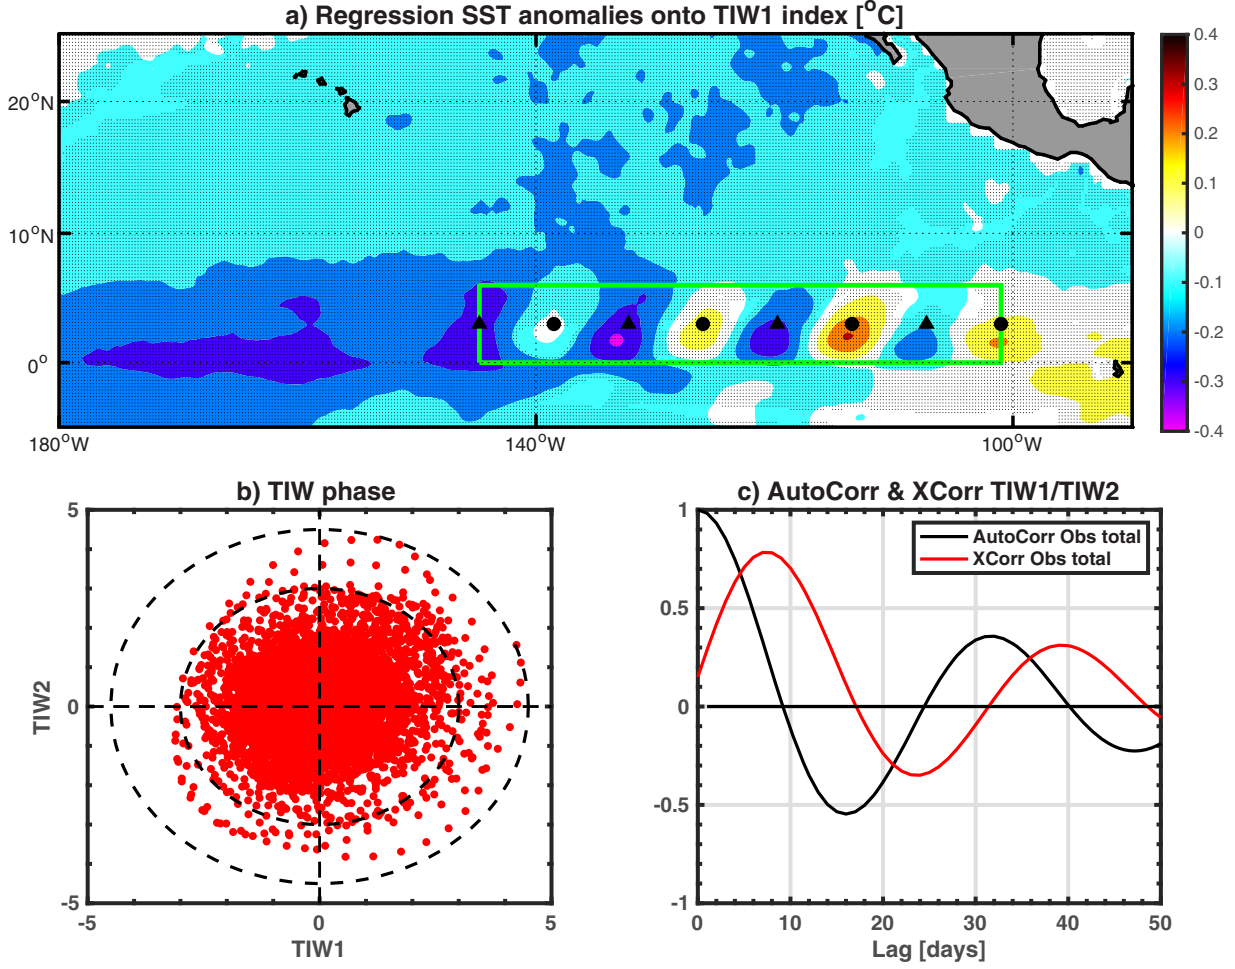 a) Regression SST anomalies onto TIW1 index [°C]
20°N
10°N
0°
180°W
140°W
100°W
0.4
0.3
0.2
0.1
0
-0.1
-0.2
-0.3
-0.4
b) TIW phase
5
0
-5
TIW2
-5
0
5
TIW1
c) AutoCorr & XCorr TIW1/TIW2
AutoCorr Obs total
XCorr Obs total
1
0.5
0
-0.5
-1
0
10
20
30
40
50
Lag [days]